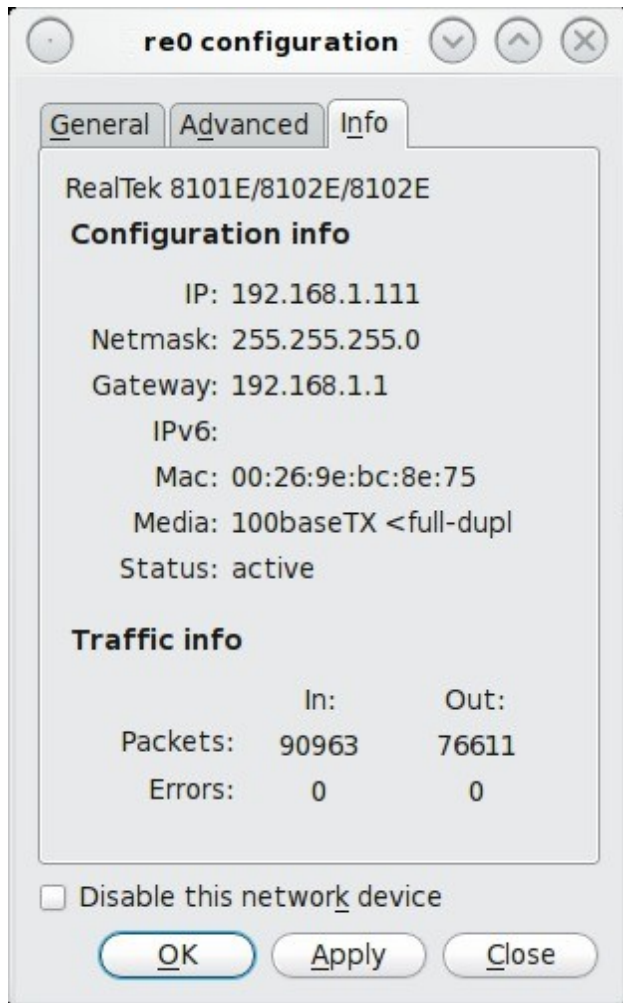 re0 configuration
General Advanced Info
RealTek 8101E/8102E/8102E
Configuration info
IP: 192.168.1.111
Netmask: 255.255.255.0
Gateway: 192.168.1.1
IPv6:
Mac: 00:26:9e:bc:8e:75
Media: 100baseTX <full-dupl
Status: active
Traffic info
In: Out:
Packets: 90963 76611
Errors: 0 0
Disable this network device
OK Apply Close